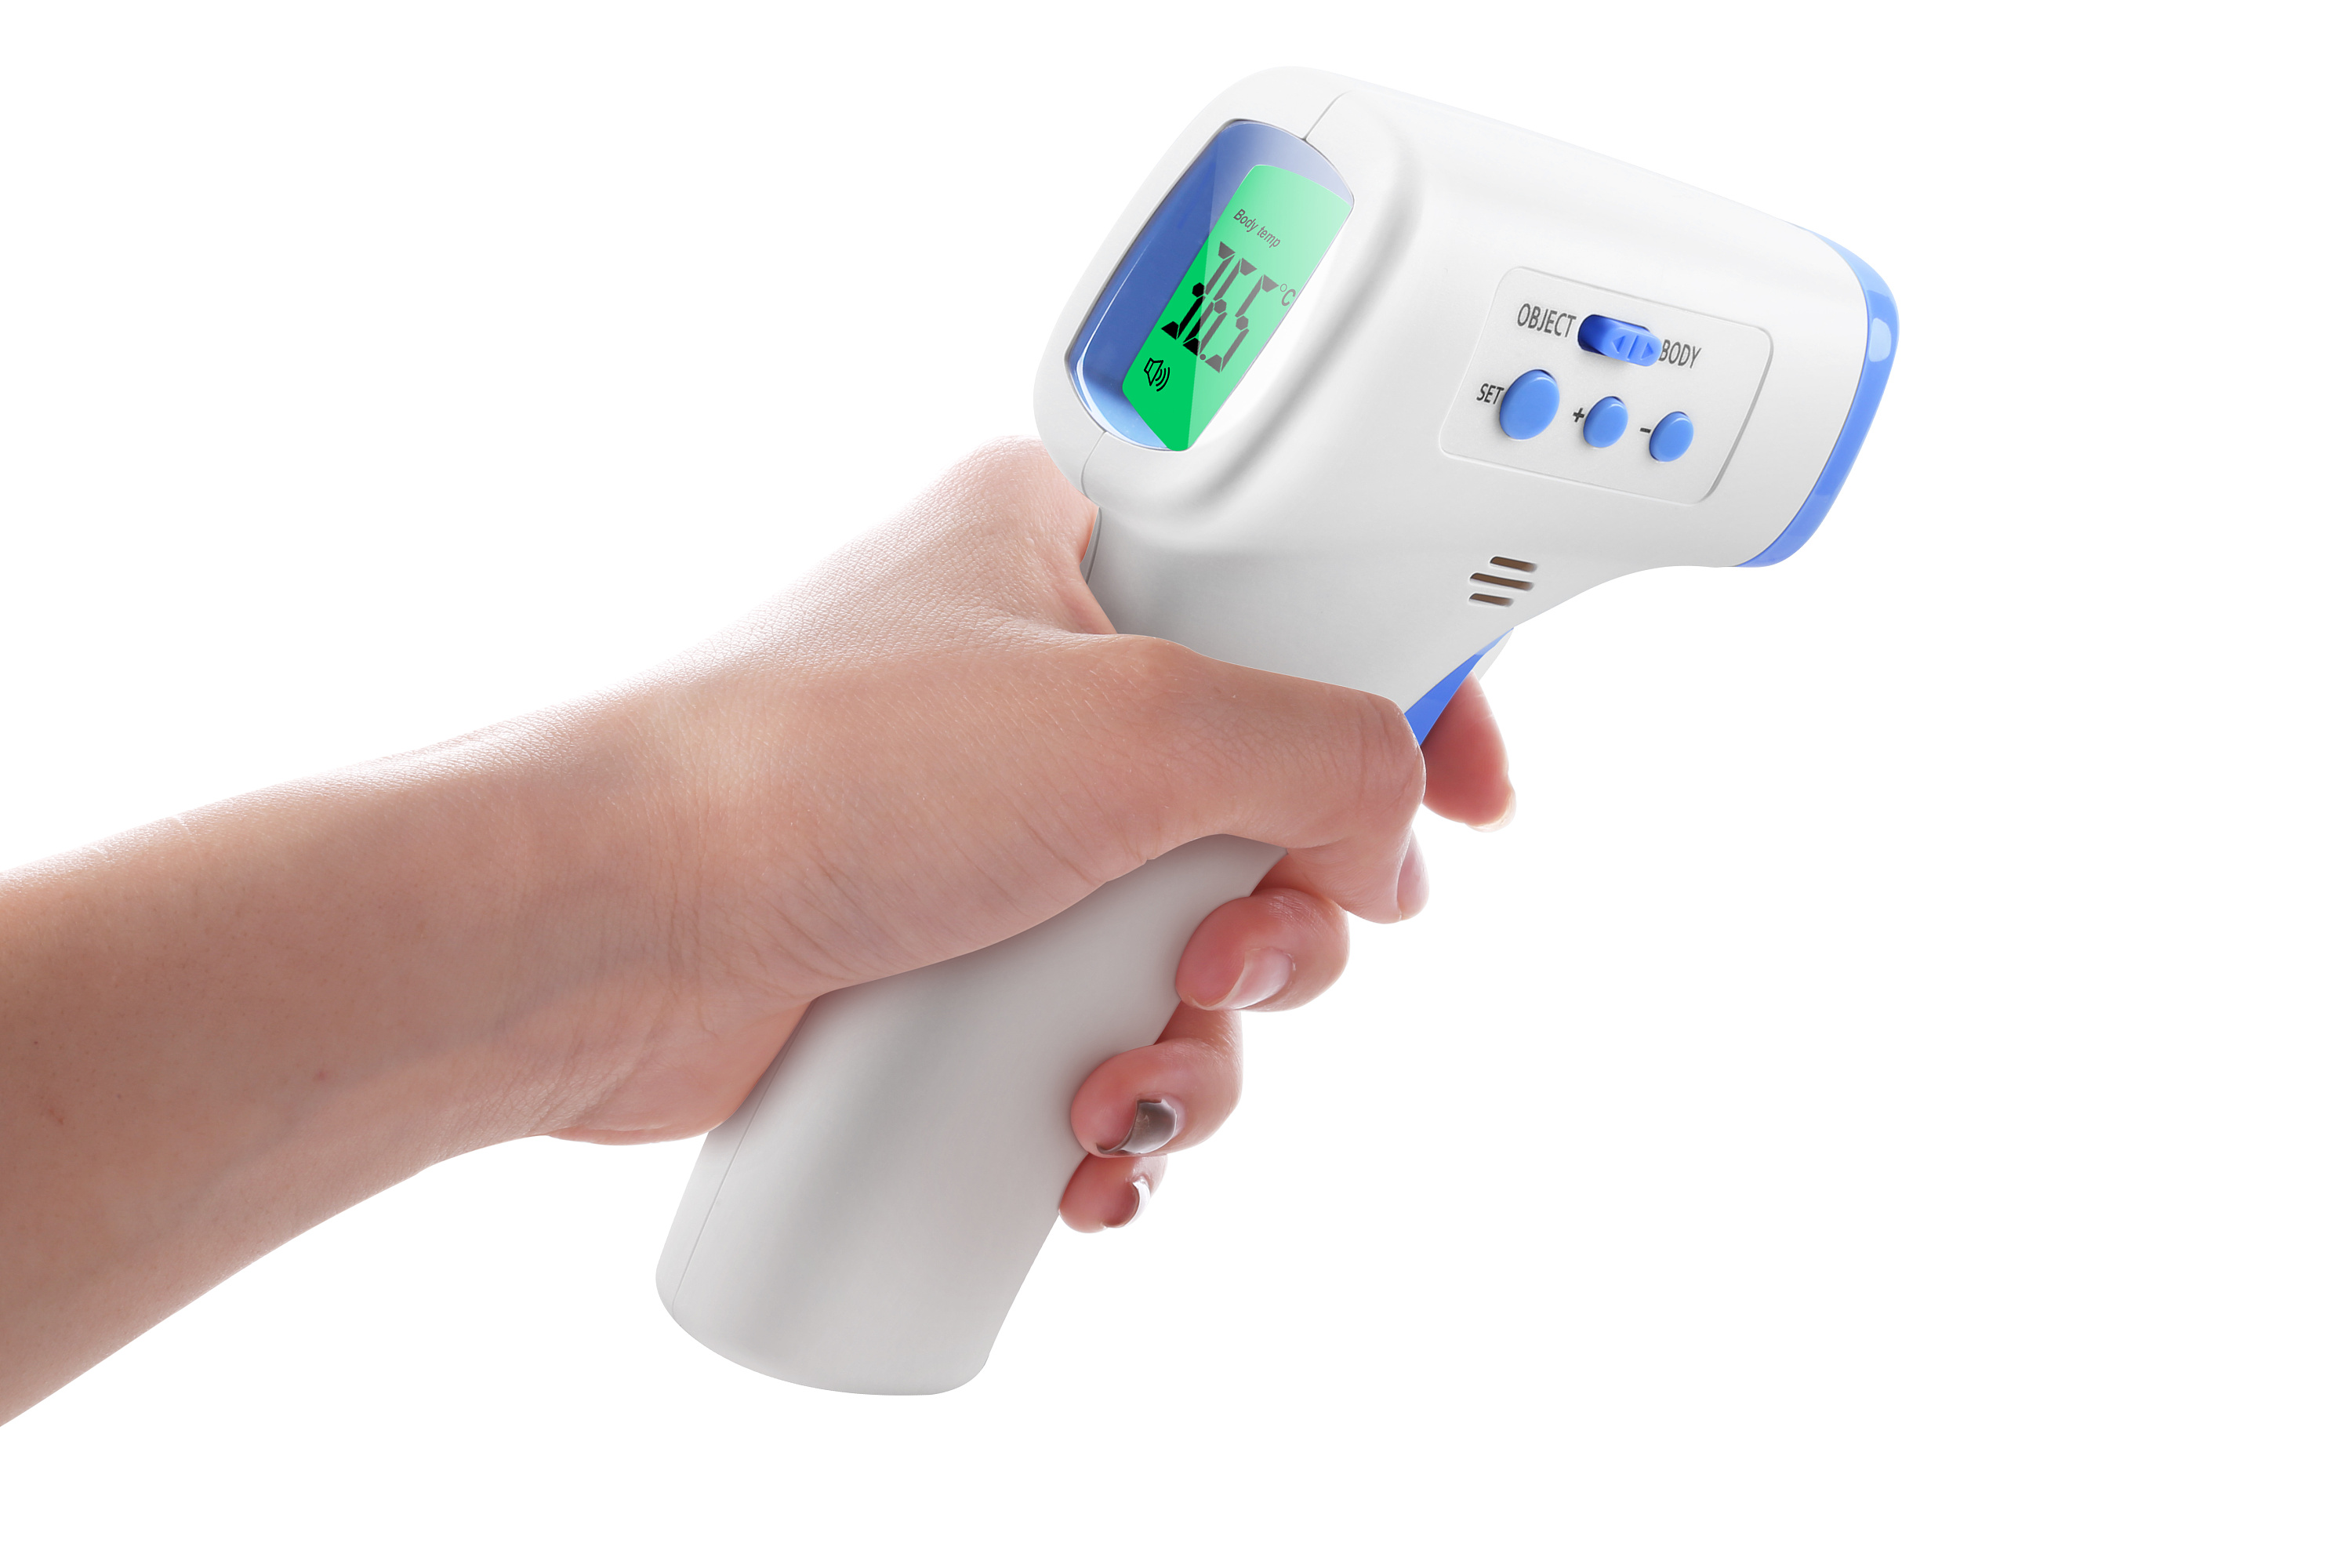 Body temp
36.5°C
OBJECT BODY
SET + -